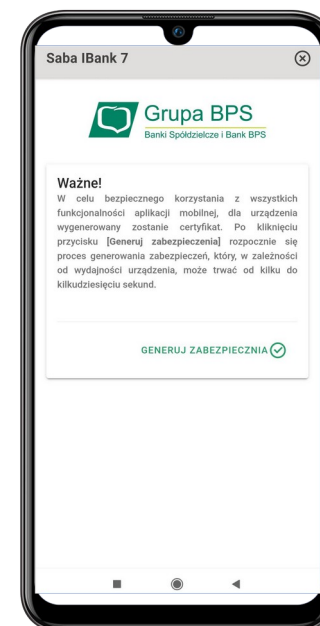 Saba IBank 7
Grupa BPS
Banki Spółdzielcze i Bank BPS
Ważne!
W celu bezpiecznego korzystania z wszystkich
funkcjonalności aplikacji mobilnej, dla urządzenia
wygenerowany zostanie certyfikat. Po kliknięciu
przycisku [Generuj zabezpieczenia] rozpocznie się
proces generowania zabezpieczeń, który, w zależności
od wydajności urządzenia, może trwać od kilku do
kilkudziesięciu sekund.
GENERUJ ZABEZPIECZNIA